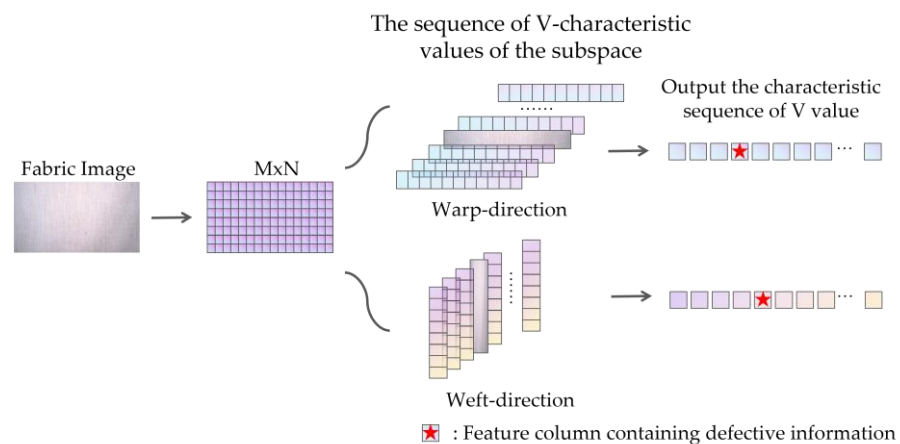 The sequence of V-characteristic
values of the subspace
Output the characteristic
sequence of V value
Fabric Image
MxN
......
...
Warp-direction
......
...
Weft-direction
: Feature column containing defective information